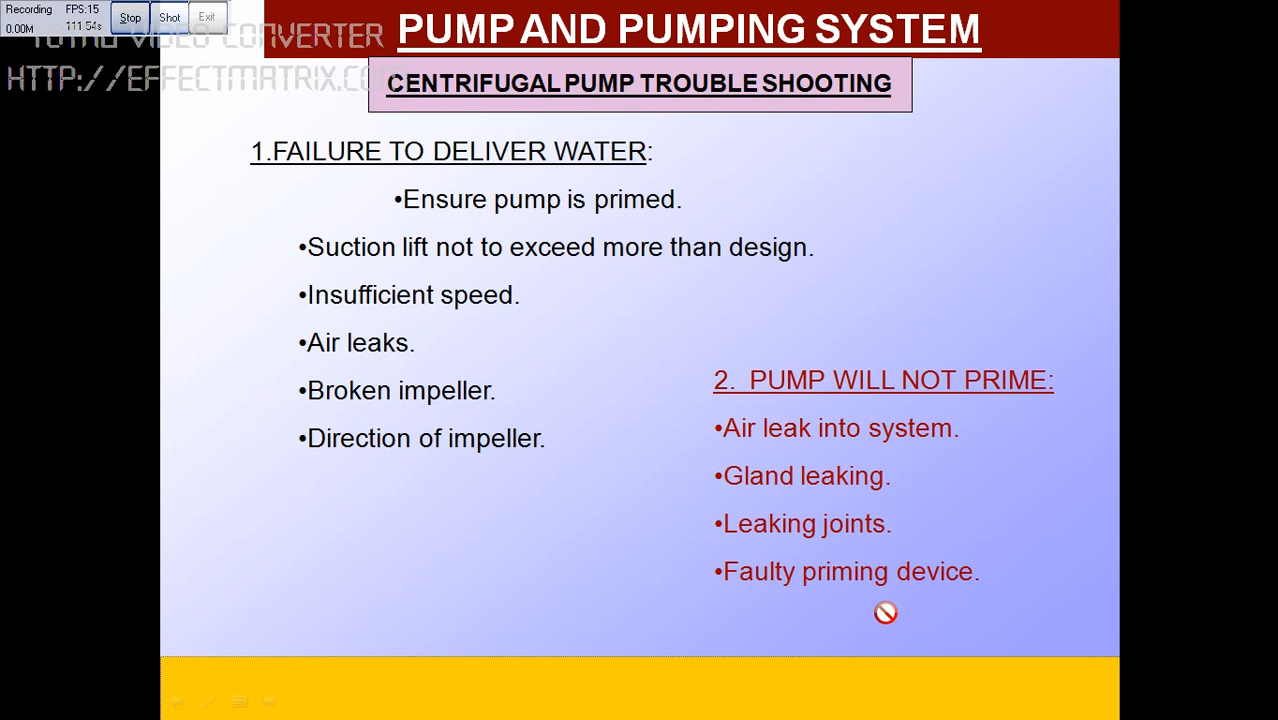 Recording FPS:15
0.00M 111.54s
Stop Shot Exit
TOTAL VIDEO CONVERTER
HTTP://EFFECTMATRIX.CO
PUMP AND PUMPING SYSTEM
CENTRIFUGAL PUMP TROUBLE SHOOTING
1.FAILURE TO DELIVER WATER:
•Ensure pump is primed.
•Suction lift not to exceed more than design.
•Insufficient speed.
•Air leaks.
•Broken impeller.
•Direction of impeller.
2. PUMP WILL NOT PRIME:
•Air leak into system.
•Gland leaking.
•Leaking joints.
•Faulty priming device.